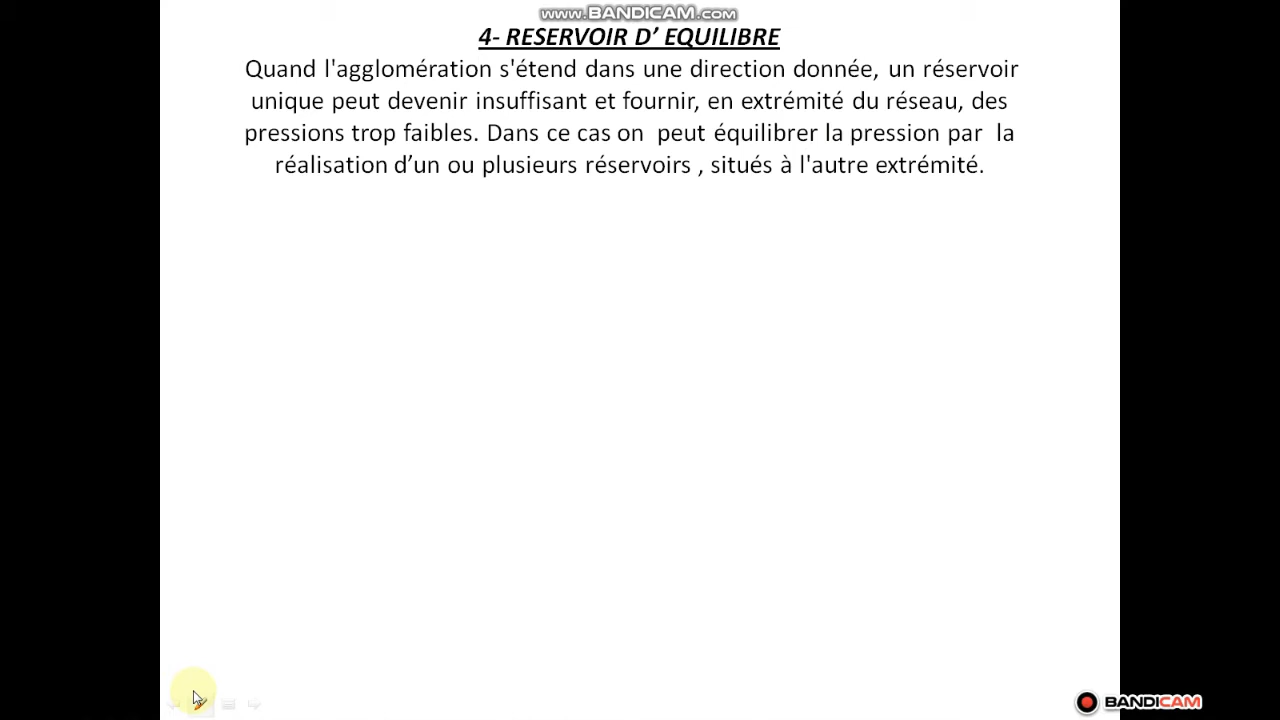 www.BANDICAM.com
4- RESERVOIR D’ EQUILIBRE
Quand l'agglomération s'étend dans une direction donnée, un réservoir
unique peut devenir insuffisant et fournir, en extrémité du réseau, des
pressions trop faibles. Dans ce cas on peut équilibrer la pression par la
réalisation d’un ou plusieurs réservoirs , situés à l'autre extrémité.
BANDICAM